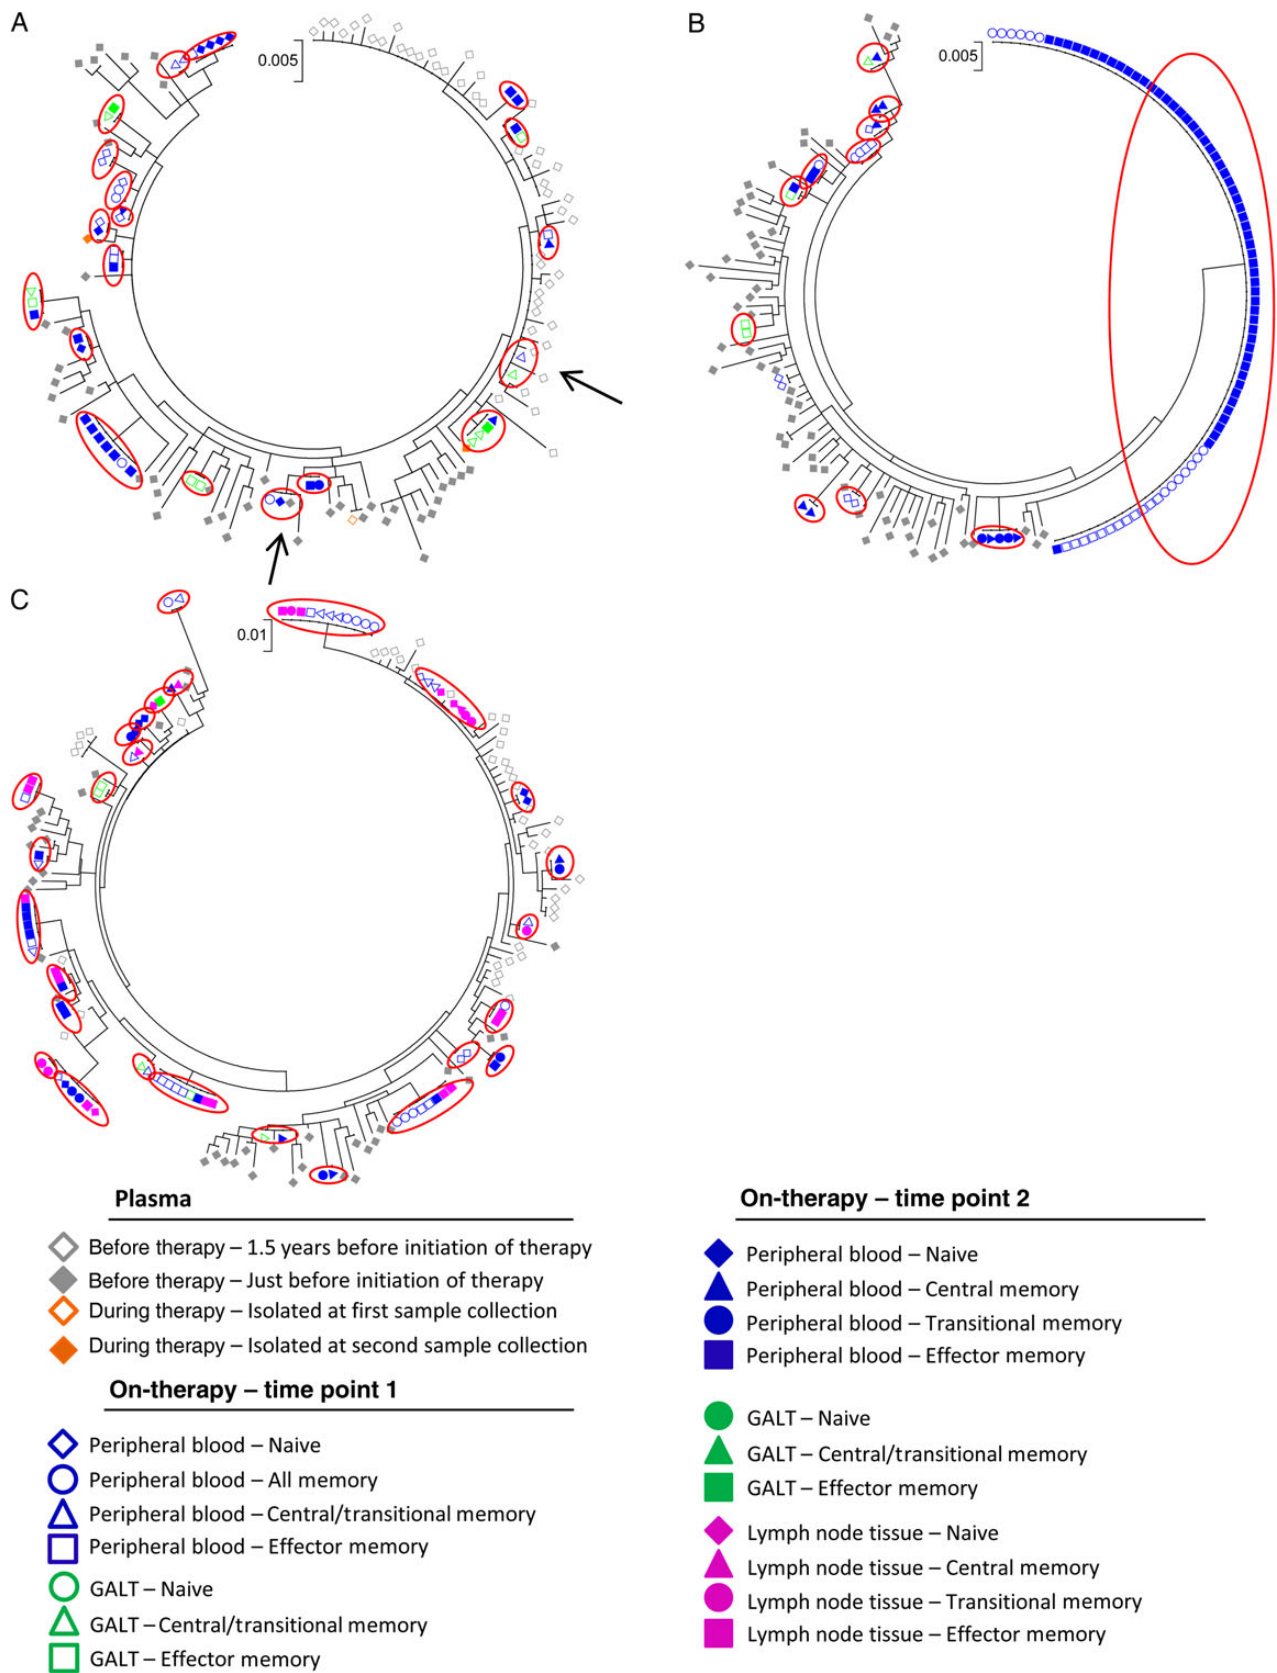 A
0.005
B
0.005
C
0.01
Plasma
Before therapy – 1.5 years before initiation of therapy
Before therapy – Just before initiation of therapy
During therapy – Isolated at first sample collection
During therapy – Isolated at second sample collection
On-therapy – time point 1
Peripheral blood – Naive
Peripheral blood – All memory
Peripheral blood – Central/transitional memory
Peripheral blood – Effector memory
GALT – Naive
GALT – Central/transitional memory
GALT – Effector memory
On-therapy – time point 2
Peripheral blood – Naive
Peripheral blood – Central memory
Peripheral blood – Transitional memory
Peripheral blood – Effector memory
GALT – Naive
GALT – Central/transitional memory
GALT – Effector memory
Lymph node tissue – Naive
Lymph node tissue – Central memory
Lymph node tissue – Transitional memory
Lymph node tissue – Effector memory